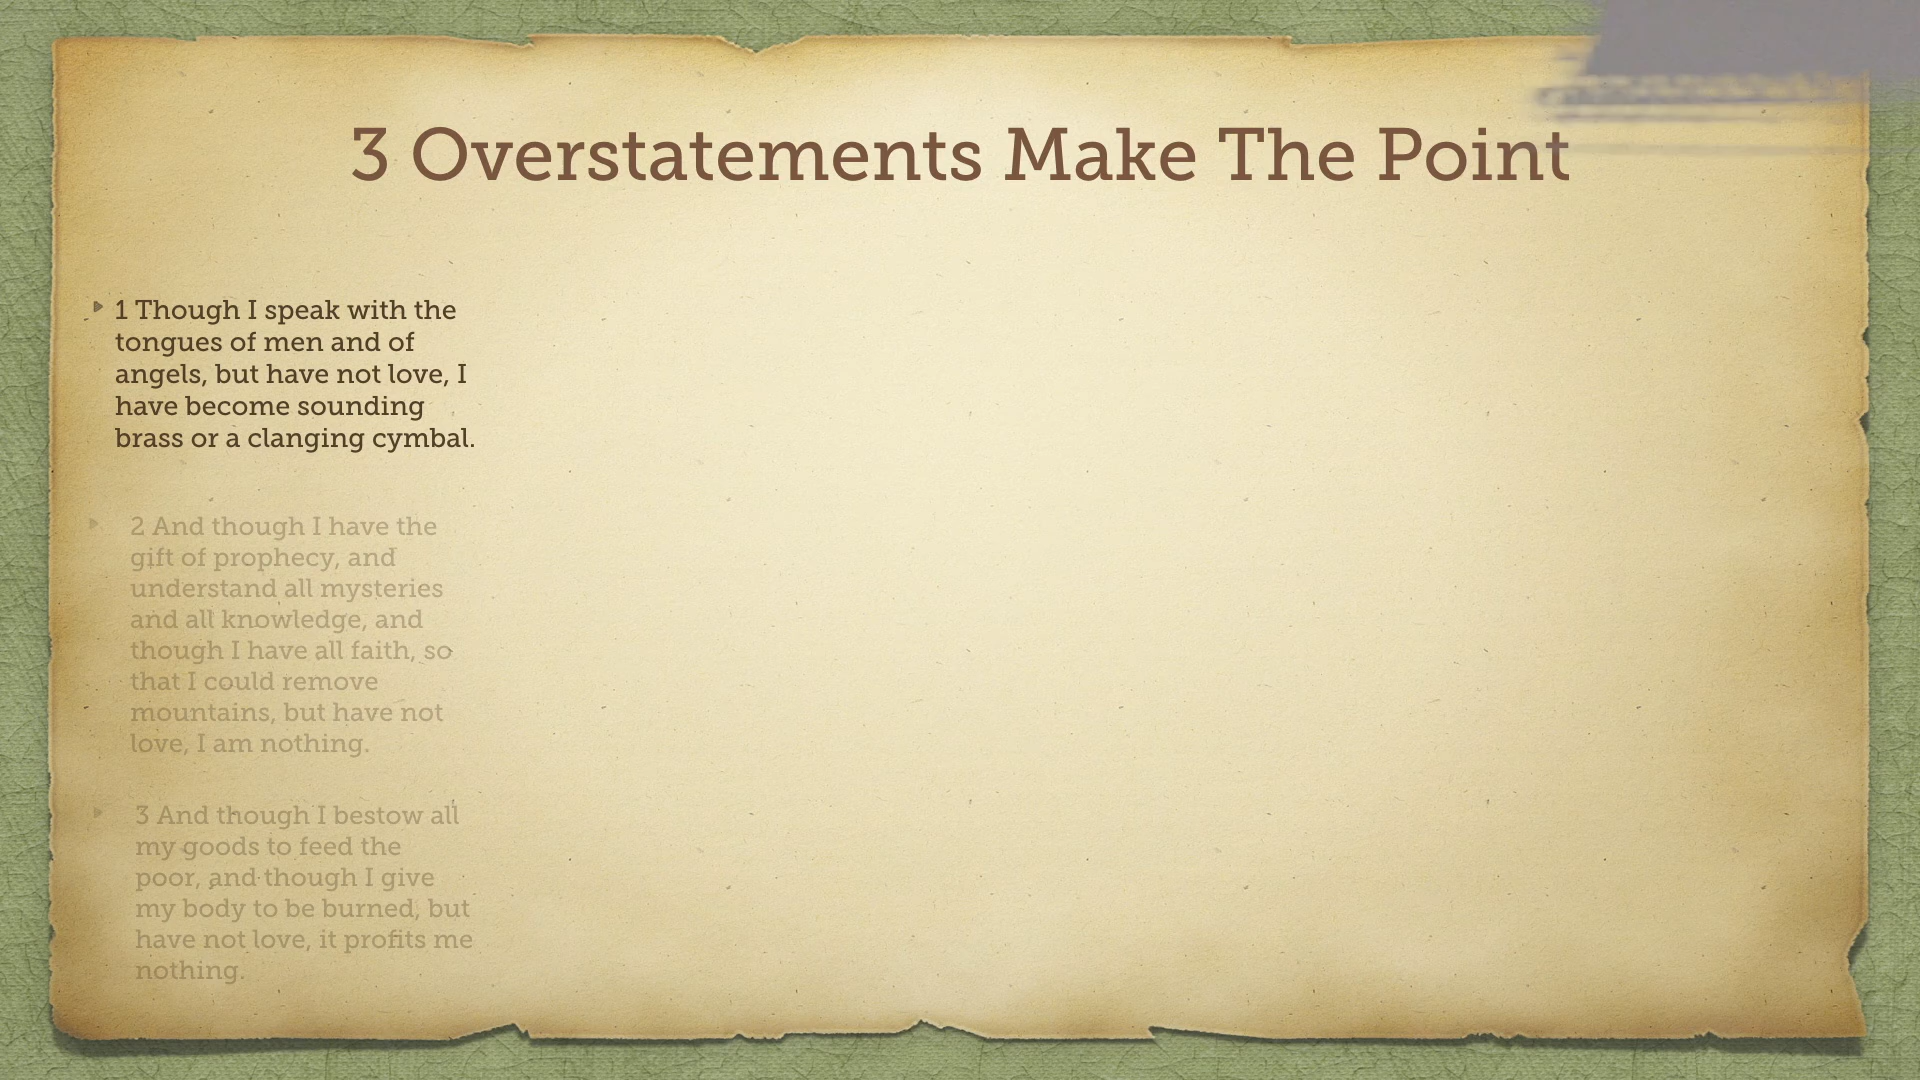 3 Overstatements Make The Point
1 Though I speak with the
tongues of men and of
angels, but have not love, I
have become sounding
brass or a clanging cymbal.
2 And though I have the
gift of prophecy, and
understand all mysteries
and all knowledge, and
though I have all faith, so
that I could remove
mountains, but have not
love, I am nothing.
3 And though I bestow all
my goods to feed the
poor, and though I give
my body to be burned, but
have not love, it profits me
nothing.